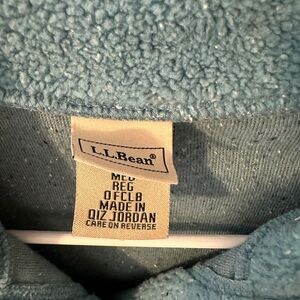 L.L.Bean®
MED
REG
0FCLB
MADE IN
QIZ JORDAN
CARE ON REVERSE